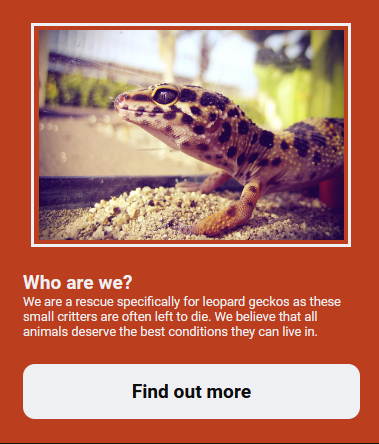 Who are we?
We are a rescue specifically for leopard geckos as these
small critters are often left to die. We believe that all
animals deserve the best conditions they can live in.
Find out more